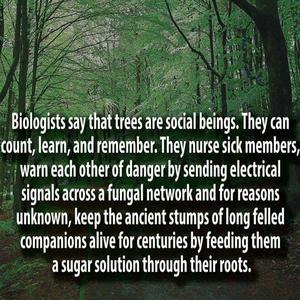 Biologists say that trees are social beings. They can
count, learn, and remember. They nurse sick members,
warn each other of danger by sending electrical
signals across a fungal network and for reasons
unknown, keep the ancient stumps of long felled
companions alive for centuries by feeding them
a sugar solution through their roots.